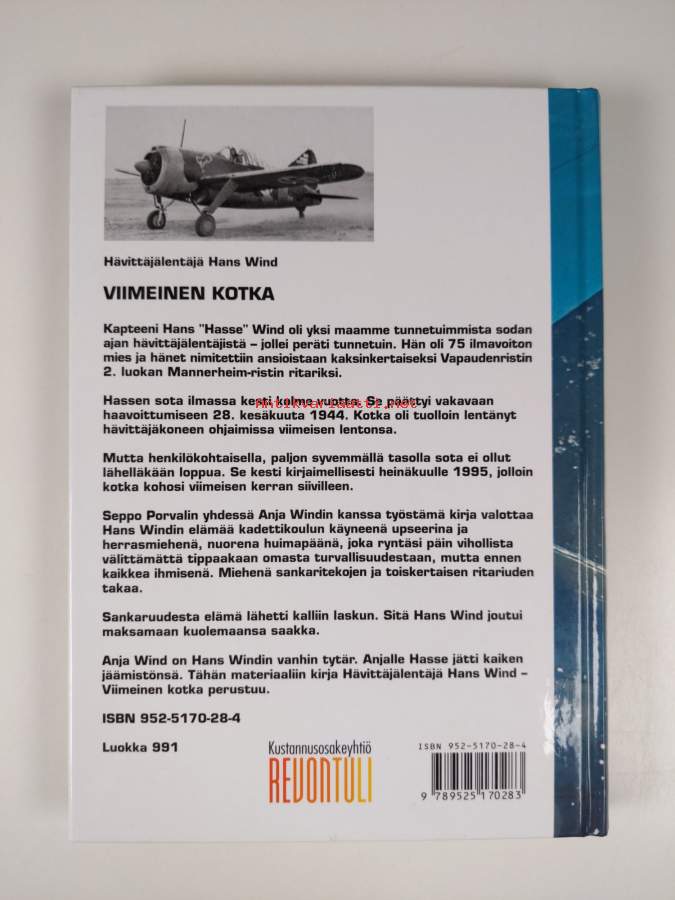 Hävittäjälentäjä Hans Wind
VIIMEINEN KOTKA
Kapteeni Hans "Hasse" Wind oli yksi maamme tunnetuimmista sodan
ajan hävittäjälentäjistä – jollei peräti tunnetuin. Hän oli 75 ilmavoiton
mies ja hänet nimitettiin ansioistaan kaksinkertaiseksi Vapaudenristin
2. luokan Mannerheim-ristin ritariksi.
Hassen sota ilmassa kesti kolme vuotta. Se päättyi vakavaan
Antikvariaatti.net
haavoittumiseen 28. kesäkuuta 1944. Kotka oli tuolloin lentänyt
hävittäjäkoneen ohjaimissa viimeisen lentonsa.
Mutta henkilökohtaisella, paljon syvemmällä tasolla sota ei ollut
lähelläkään loppua. Se kesti kirjaimellisesti heinäkuulle 1995, jolloin
kotka kohosi viimeisen kerran siivilleen.
Seppo Porvalin yhdessä Anja Windin kanssa työstämä kirja valottaa
Hans Windin elämää kadettikoulun käyneenä upseerina ja
herrasmiehenä, nuorena huimapäänä, joka ryntäsi päin vihollista
välittämättä tippaakaan omasta turvallisuudestaan, mutta ennen
kaikkea ihmisenä. Miehenä sankaritekojen ja toiskertaisen ritariuden
takaa.
Sankaruudesta elämä lähetti kalliin laskun. Sitä Hans Wind joutui
maksamaan kuolemaansa saakka.
Anja Wind on Hans Windin vanhin tytär. Anjalle Hasse jätti kaiken
jäämistönsä. Tähän materiaaliin kirja Hävittäjälentäjä Hans Wind –
Viimeinen kotka perustuu.
ISBN 952-5170-28-4
Luokka 991
Kustannusosakeyhtiö
REVONTULI
ISBN 952-5170-28-4
9 789525 170283